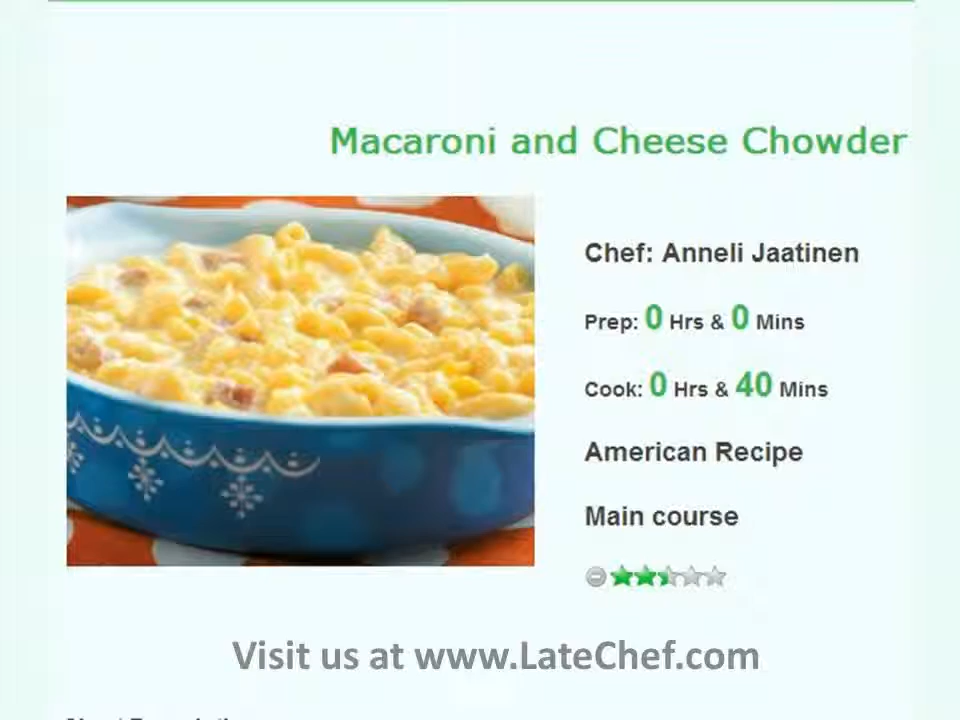 Macaroni and Cheese Chowder
Chef: Anneli Jaatinen
Prep: 0 Hrs & 0 Mins
Cook: 0 Hrs & 40 Mins
American Recipe
Main course
Visit us at www.LateChef.com